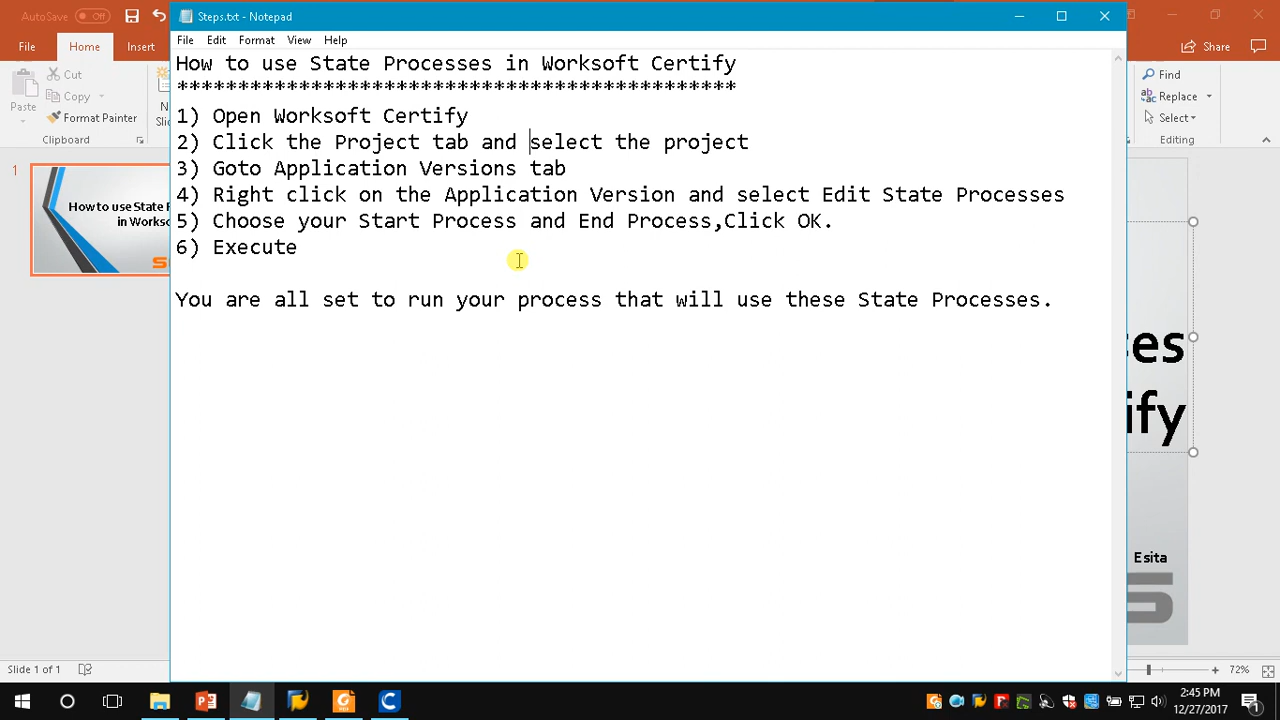 AutoSave Off
Steps.txt - Notepad
File Home Insert
File Edit Format View Help
Share
Paste
Cut
Copy
Format Painter
Clipboard
Find
Replace
Select
Editing
How to use State Processes in Worksoft Certify
**********************************************
1) Open Worksoft Certify
2) Click the Project tab and select the project
3) Goto Application Versions tab
4) Right click on the Application Version and select Edit State Processes
5) Choose your Start Process and End Process,Click OK.
6) Execute
You are all set to run your process that will use these State Processes.
1
How to use State
in Workso
Esita
Slide 1 of 1
72%
2:45 PM
12/27/2017
1